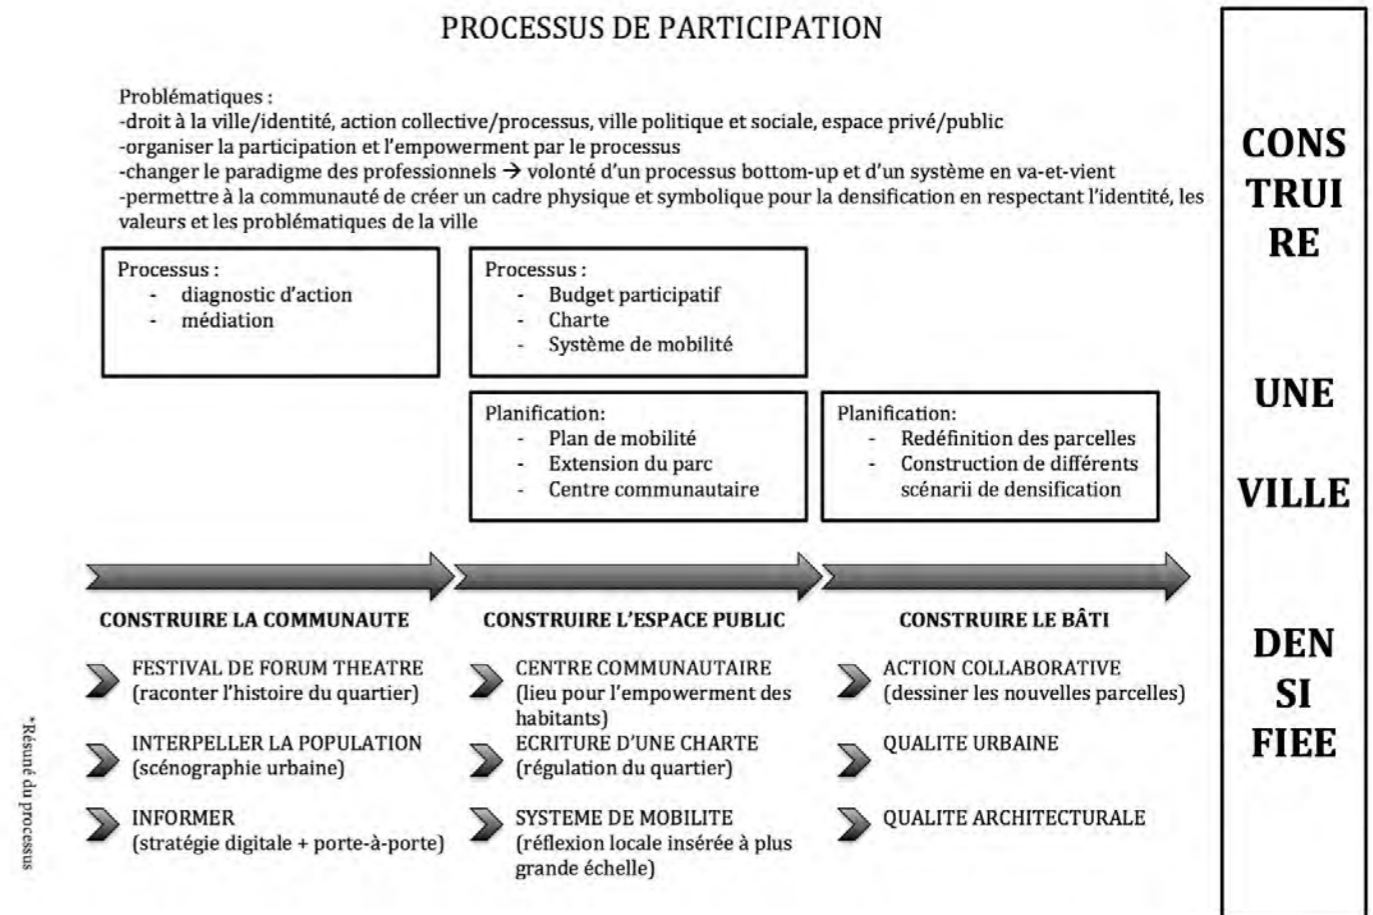 PROCESSUS DE PARTICIPATION
Problématiques :
-droit à la ville/identité, action collective/processus, ville politique et sociale, espace privé/public
-organiser la participation et l'empowerment par le processus
-changer le paradigme des professionnels → volonté d'un processus bottom-up et d'un système en va-et-vient
-permettre à la communauté de créer un cadre physique et symbolique pour la densification en respectant l'identité, les
valeurs et les problématiques de la ville
Processus :
- diagnostic d'action
- médiation
Processus :
- Budget participatif
- Charte
- Système de mobilité
Planification:
- Plan de mobilité
- Extension du parc
- Centre communautaire
Planification:
- Redéfinition des parcelles
- Construction de différents
scénarii de densification
CONSTRUIRE LA COMMUNAUTE
FESTIVAL DE FORUM THEATRE
(raconter l'histoire du quartier)
INTERPELLER LA POPULATION
(scénographie urbaine)
INFORMER
(stratégie digitale + porte-à-porte)
CONSTRUIRE L'ESPACE PUBLIC
CENTRE COMMUNAUTAIRE
(lieu pour l'empowerment des
habitants)
ECRITURE D'UNE CHARTE
(régulation du quartier)
SYSTEME DE MOBILITE
(réflexion locale insérée à plus
grande échelle)
CONSTRUIRE LE BÂTI
ACTION COLLABORATIVE
(dessiner les nouvelles parcelles)
QUALITE URBAINE
QUALITE ARCHITECTURALE
CONS
TRUI
RE
UNE
VILLE
DEN
SI
FIEE
*Résuné du processus